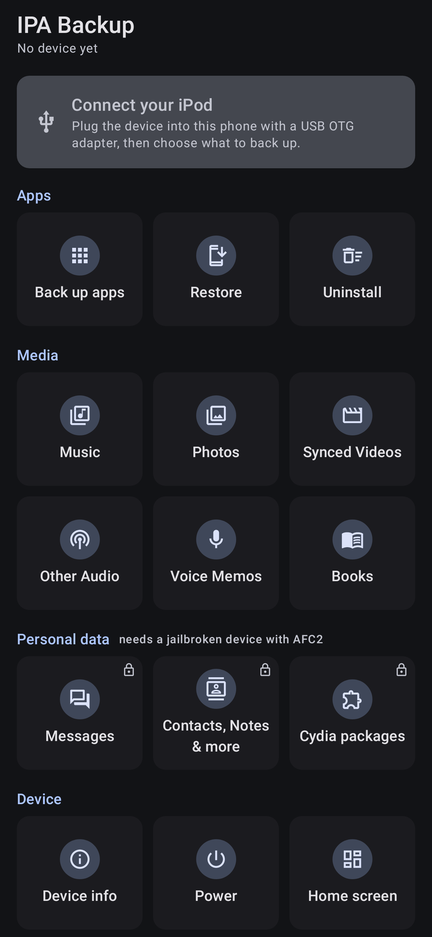 IPA Backup
No device yet
Connect your iPod
Plug the device into this phone with a USB OTG
adapter, then choose what to back up.
Apps
Back up apps
Restore
Uninstall
Media
Music
Photos
Synced Videos
Other Audio
Voice Memos
Books
Personal data needs a jailbroken device with AFC2
Messages
Contacts, Notes
& more
Cydia packages
Device
Device info
Power
Home screen